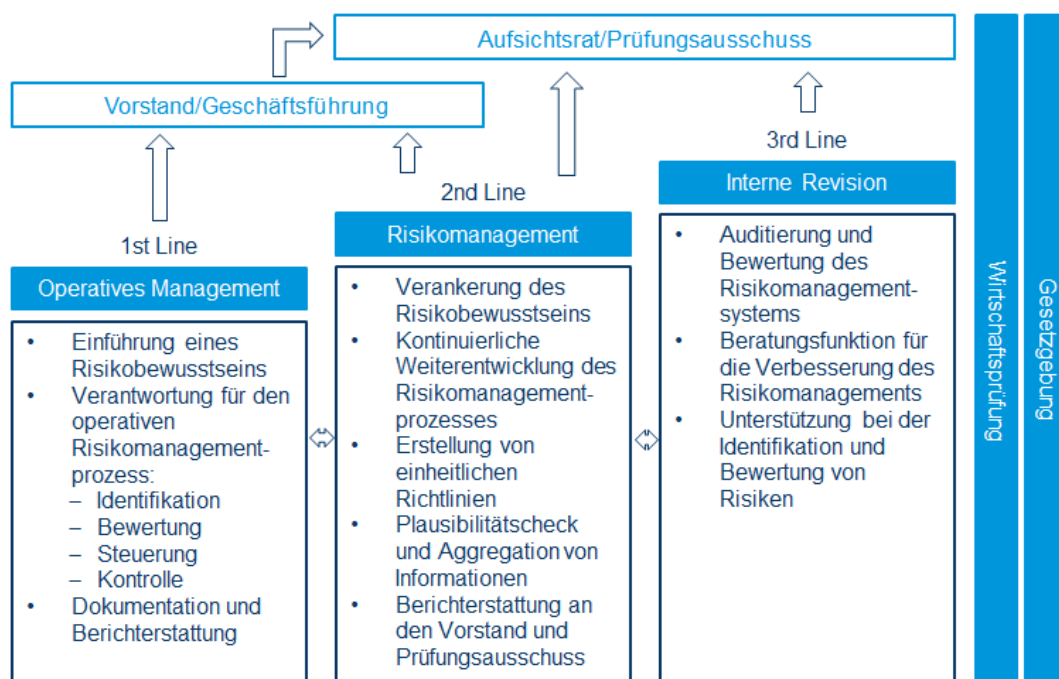 Aufsichtsrat/Prüfungsausschuss
Vorstand/Geschäftsführung
1st Line
Operatives Management
• Einführung eines
Risikobewusstseins
• Verantwortung für den
operativen
Risikomanagement-
prozess:
– Identifikation
– Bewertung
– Steuerung
– Kontrolle
• Dokumentation und
Berichterstattung
2nd Line
Risikomanagement
• Verankerung des
Risikobewusstseins
• Kontinuierliche
Weiterentwicklung des
Risikomanagement-
prozesses
• Erstellung von
einheitlichen
Richtlinien
• Plausibilitätscheck
und Aggregation von
Informationen
• Berichterstattung an
den Vorstand und
Prüfungsausschuss
3rd Line
Interne Revision
• Auditierung und
Bewertung des
Risikomanagement-
systems
• Beratungsfunktion für
die Verbesserung des
Risikomanagements
• Unterstützung bei der
Identifikation und
Bewertung von
Risiken
Wirtschaftsprüfung
Gesetzgebung